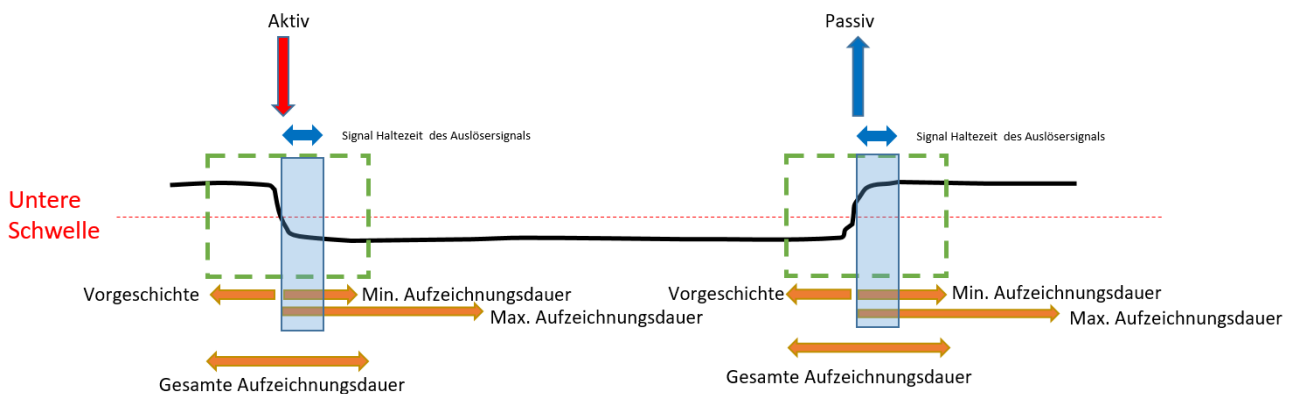 Aktiv
Passiv
Signal Haltezeit des Auslösersignals
Signal Haltezeit des Auslösersignals
Untere
Schwelle
Vorgeschichte
Min. Aufzeichnungsdauer
Max. Aufzeichnungsdauer
Gesamte Aufzeichnungsdauer
Vorgeschichte
Min. Aufzeichnungsdauer
Max. Aufzeichnungsdauer
Gesamte Aufzeichnungsdauer